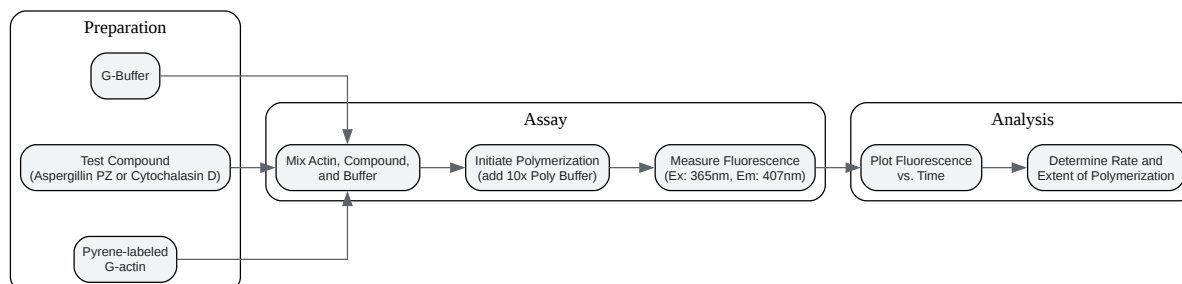 Preparation
G-Buffer
Test Compound
(Aspergillin PZ or Cytochalasin D)
Pyrene-labeled
G-actin
Assay
Mix Actin, Compound,
and Buffer
Initiate Polymerization
(add 10x Poly Buffer)
Measure Fluorescence
(Ex: 365nm, Em: 407nm)
Analysis
Plot Fluorescence
vs. Time
Determine Rate and
Extent of Polymerization